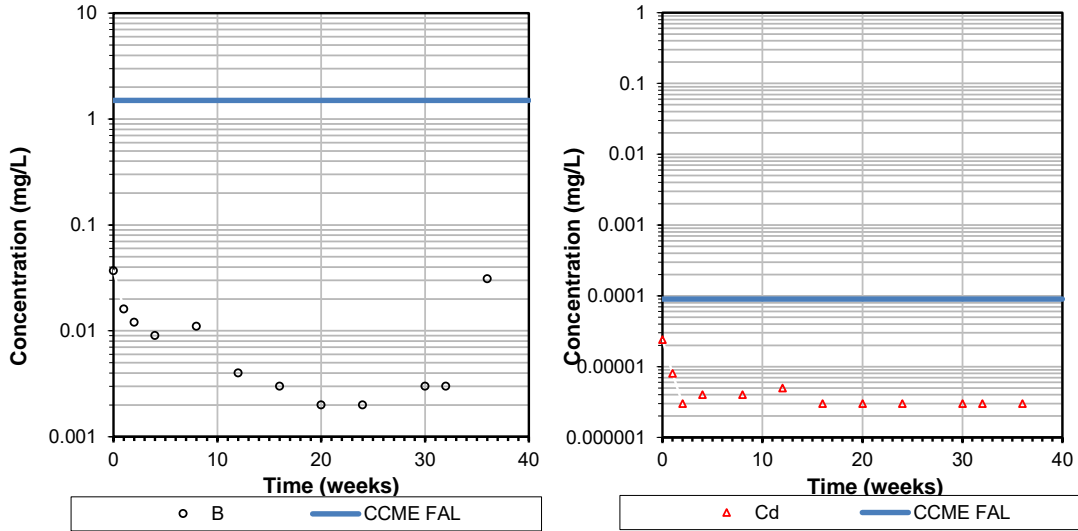 Concentration (mg/L)
10
1
0.1
0.01
0.001
0 10 20 30 40
Time (weeks)
B CCME FAL
Concentration (mg/L)
1
0.1
0.01
0.001
0.0001
0.00001
0.000001
0 10 20 30 40
Time (weeks)
Cd CCME FAL